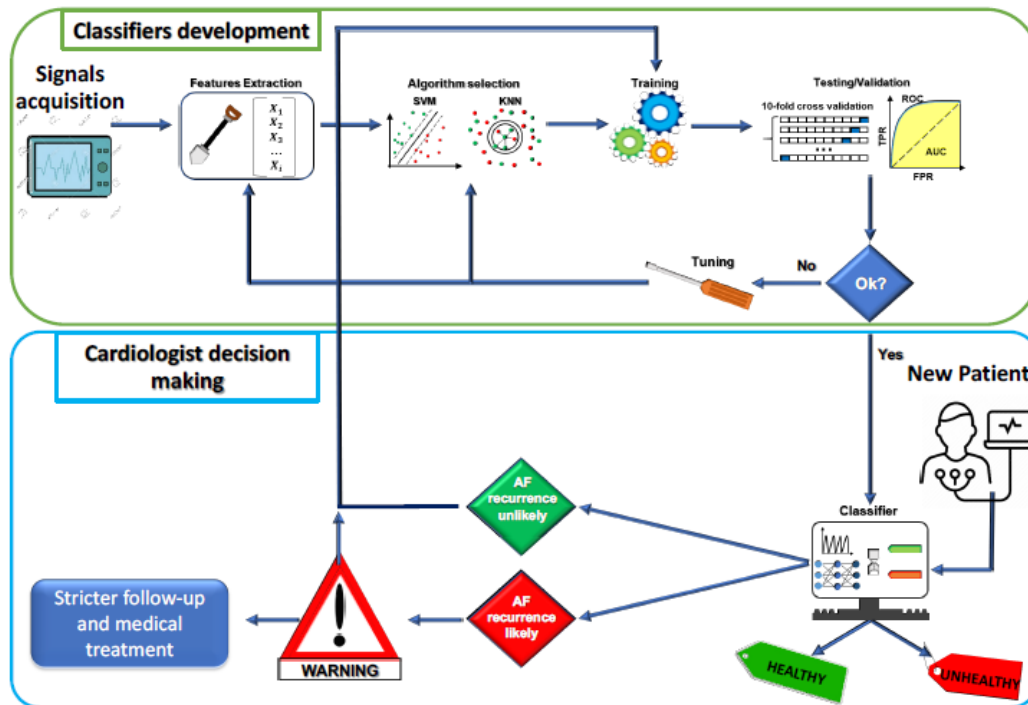 Classifiers development
Signals
acquisition
Features Extraction
X1
X2
X3
...
Xi
Algorithm selection
SVM
KNN
Training
Testing/Validation
10-fold cross validation
...
ROC
TPR
AUC
FPR
Tuning
No
Ok?
Cardiologist decision
making
Yes
New Patient
AF
recurrence
unlikely
Classifier
Stricter follow-up
and medical
treatment
!
WARNING
AF
recurrence
likely
HEALTHY
UNHEALTHY